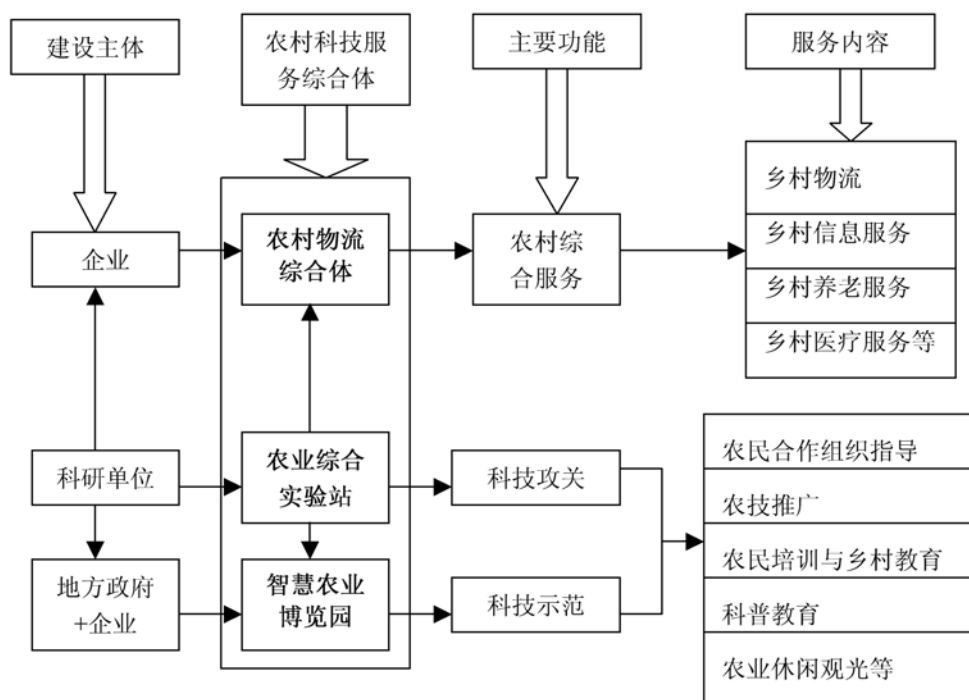 建设主体
农村科技服
务综合体
主要功能
服务内容
企业
农村物流
综合体
农村综
合服务
乡村物流
乡村信息服务
乡村养老服务
乡村医疗服务等
科研单位
农业综合
实验站
科技攻关
地方政府
+企业
智慧农业
博览园
科技示范
农民合作组织指导
农技推广
农民培训与乡村教育
科普教育
农业休闲观光等